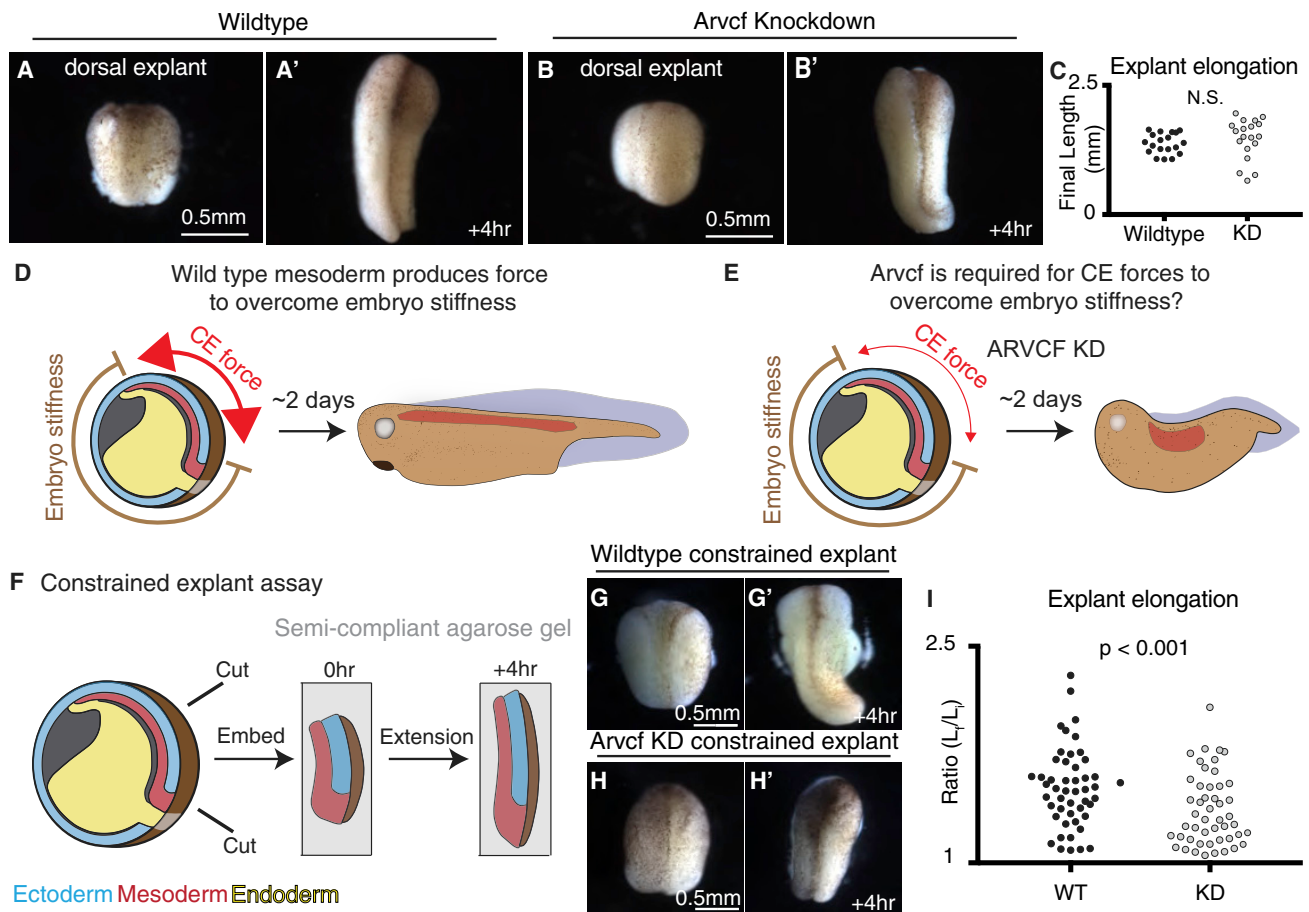 Wildtype
Arvcf Knockdown
A
dorsal explant
0.5mm
A'
+4hr
B
dorsal explant
0.5mm
B'
+4hr
C
Explant elongation
2.5
N.S.
Final Length
(mm)
0
Wildtype
KD
D
Wild type mesoderm produces force
to overcome embryo stiffness
Embryo stiffness
CE force
~2 days
E
Arvcf is required for CE forces to
overcome embryo stiffness?
Embryo stiffness
CE force
ARVCF KD
~2 days
F Constrained explant assay
Semi-compliant agarose gel
Cut
Cut
Embed
0hr
Extension
+4hr
Ectoderm Mesoderm Endoderm
Wildtype constrained explant
G
0.5mm
G'
+4hr
Arvcf KD constrained explant
H
0.5mm
H'
+4hr
I
Explant elongation
2.5
p < 0.001
Ratio (Lf/Li)
1
WT
KD